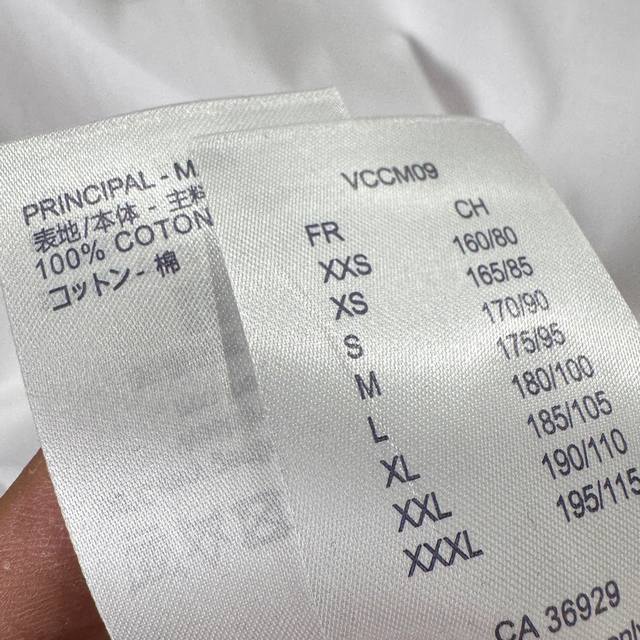 PRINCIPAL - M
表地/本体 - 主料
100% COTON
コットン - 棉
VCCM09
FR CH
XXS 160/80
XS 165/85
S 170/90
M 175/95
L 180/100
XL 185/105
XXL 190/110
XXXL 195/115
CA 36929